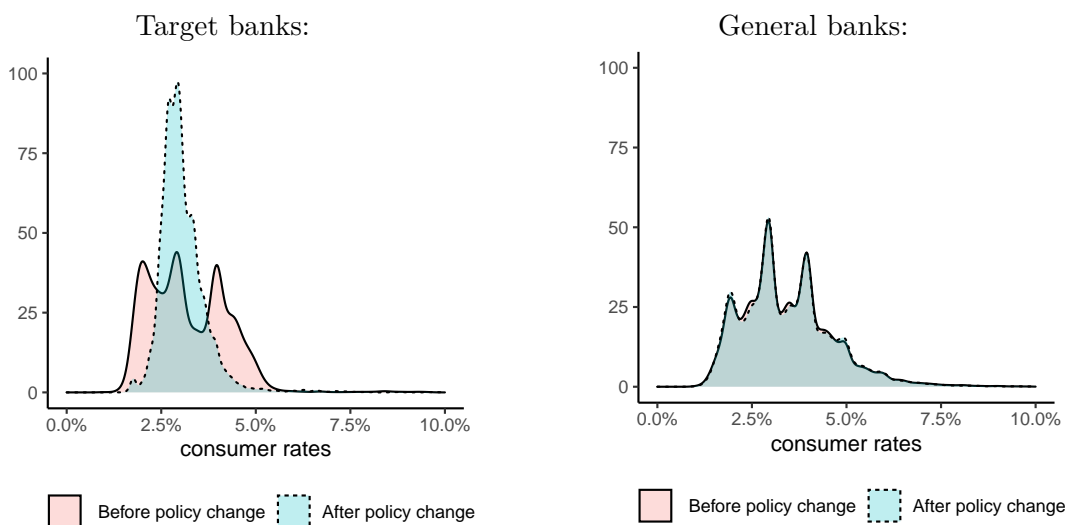 Target banks:
100
75
50
25
0
0.0% 2.5% 5.0% 7.5% 10.0%
consumer rates
Before policy change After policy change
General banks:
100
75
50
25
0
0.0% 2.5% 5.0% 7.5% 10.0%
consumer rates
Before policy change After policy change